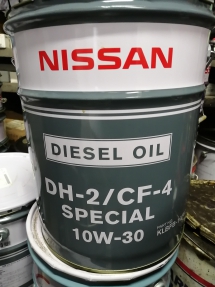 NISSAN
DIESEL OIL
DH-2/CF-4
SPECIAL
10W-30